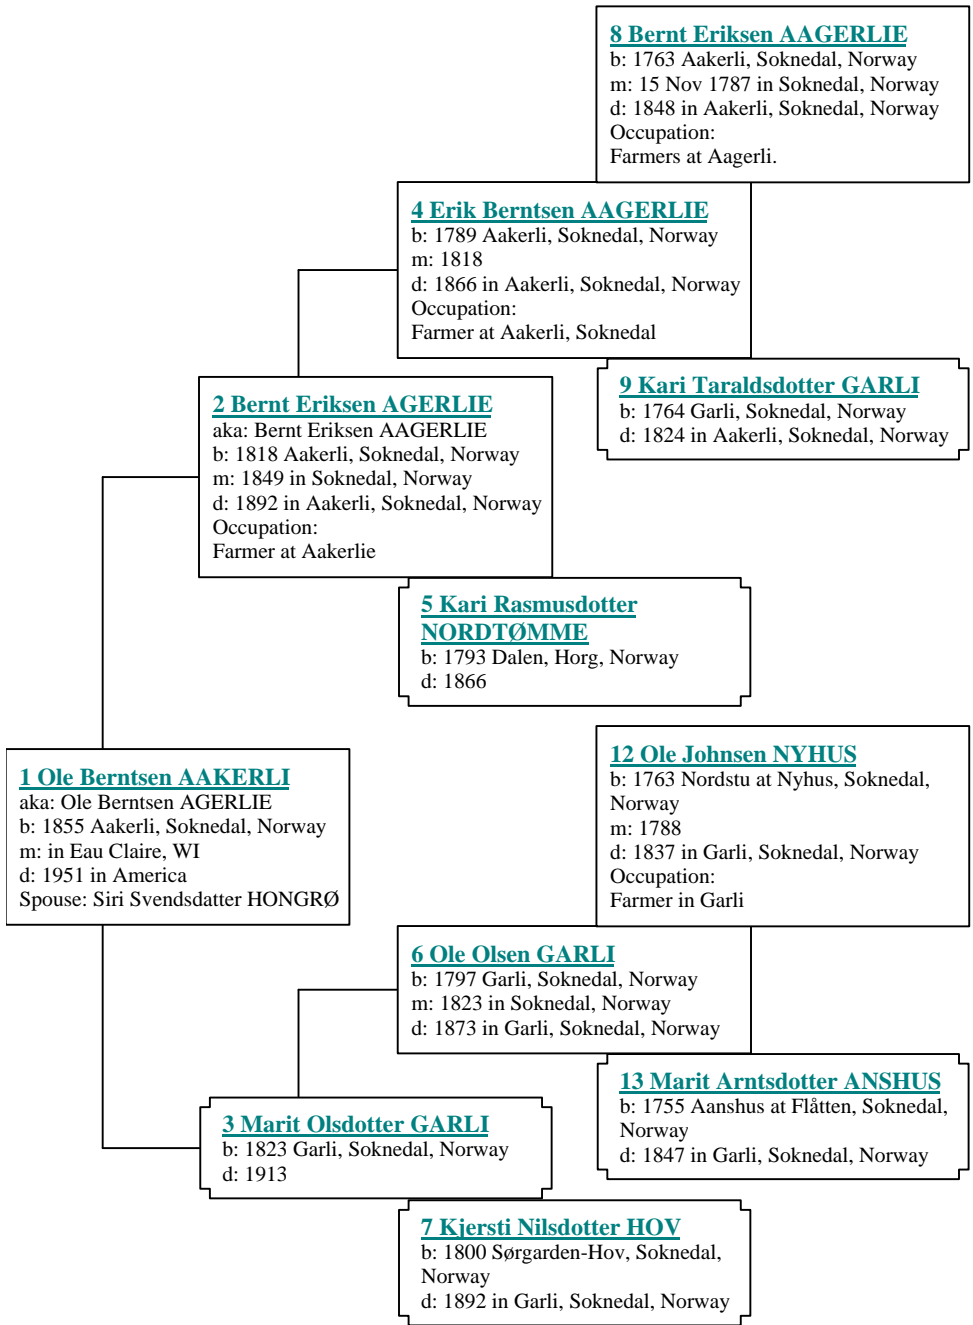 8 Bernt Eriksen AAGERLIE
b: 1763 Aakerli, Soknedal, Norway
m: 15 Nov 1787 in Soknedal, Norway
d: 1848 in Aakerli, Soknedal, Norway
Occupation:
Farmers at Aagerli.
4 Erik Berntsen AAGERLIE
b: 1789 Aakerli, Soknedal, Norway
m: 1818
d: 1866 in Aakerli, Soknedal, Norway
Occupation:
Farmer at Aakerli, Soknedal
9 Kari Taraldsdotter GARLI
b: 1764 Garli, Soknedal, Norway
d: 1824 in Aakerli, Soknedal, Norway
2 Bernt Eriksen AGERLIE
aka: Bernt Eriksen AAGERLIE
b: 1818 Aakerli, Soknedal, Norway
m: 1849 in Soknedal, Norway
d: 1892 in Aakerli, Soknedal, Norway
Occupation:
Farmer at Aakerlie
5 Kari Rasmusdotter
NORDTØMME
b: 1793 Dalen, Horg, Norway
d: 1866
1 Ole Berntsen AAKERLI
aka: Ole Berntsen AGERLIE
b: 1855 Aakerli, Soknedal, Norway
m: in Eau Claire, WI
d: 1951 in America
Spouse: Siri Svendsdatter HONGRØ
12 Ole Johnsen NYHUS
b: 1763 Nordstu at Nyhus, Soknedal,
Norway
m: 1788
d: 1837 in Garli, Soknedal, Norway
Occupation:
Farmer in Garli
6 Ole Olsen GARLI
b: 1797 Garli, Soknedal, Norway
m: 1823 in Soknedal, Norway
d: 1873 in Garli, Soknedal, Norway
13 Marit Arntsdotter ANSHUS
b: 1755 Aanshus at Flåtten, Soknedal,
Norway
d: 1847 in Garli, Soknedal, Norway
3 Marit Olsdotter GARLI
b: 1823 Garli, Soknedal, Norway
d: 1913
7 Kjersti Nilsdotter HOV
b: 1800 Sørgarden-Hov, Soknedal,
Norway
d: 1892 in Garli, Soknedal, Norway